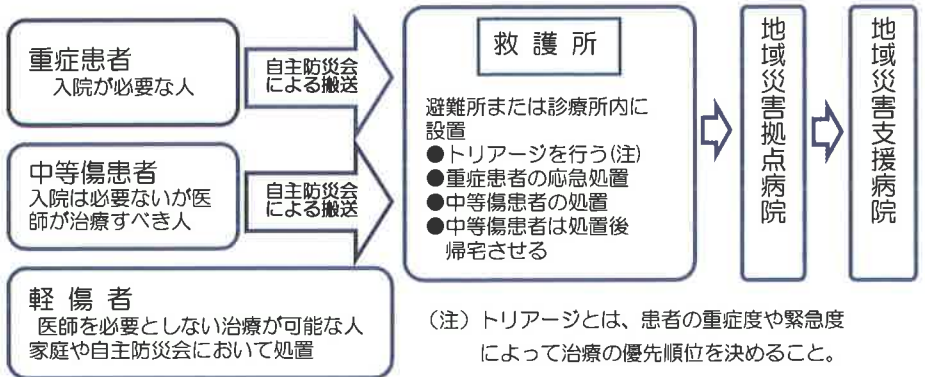 重症患者
入院が必要な人
自主防災会
による搬送
中等傷患者
入院は必要ないが医
師が治療すべき人
自主防災会
による搬送
軽傷者
医師を必要としない治療が可能な人
家庭や自主防災会において処置
救護所
避難所または診療所内に
設置
●トリアージを行う(注)
●重症患者の応急処置
●中等傷患者の処置
●中等傷患者は処置後
帰宅させる
地域災害拠点病院
地域災害支援病院
(注)トリアージとは、患者の重症度や緊急度
によって治療の優先順位を決めること。